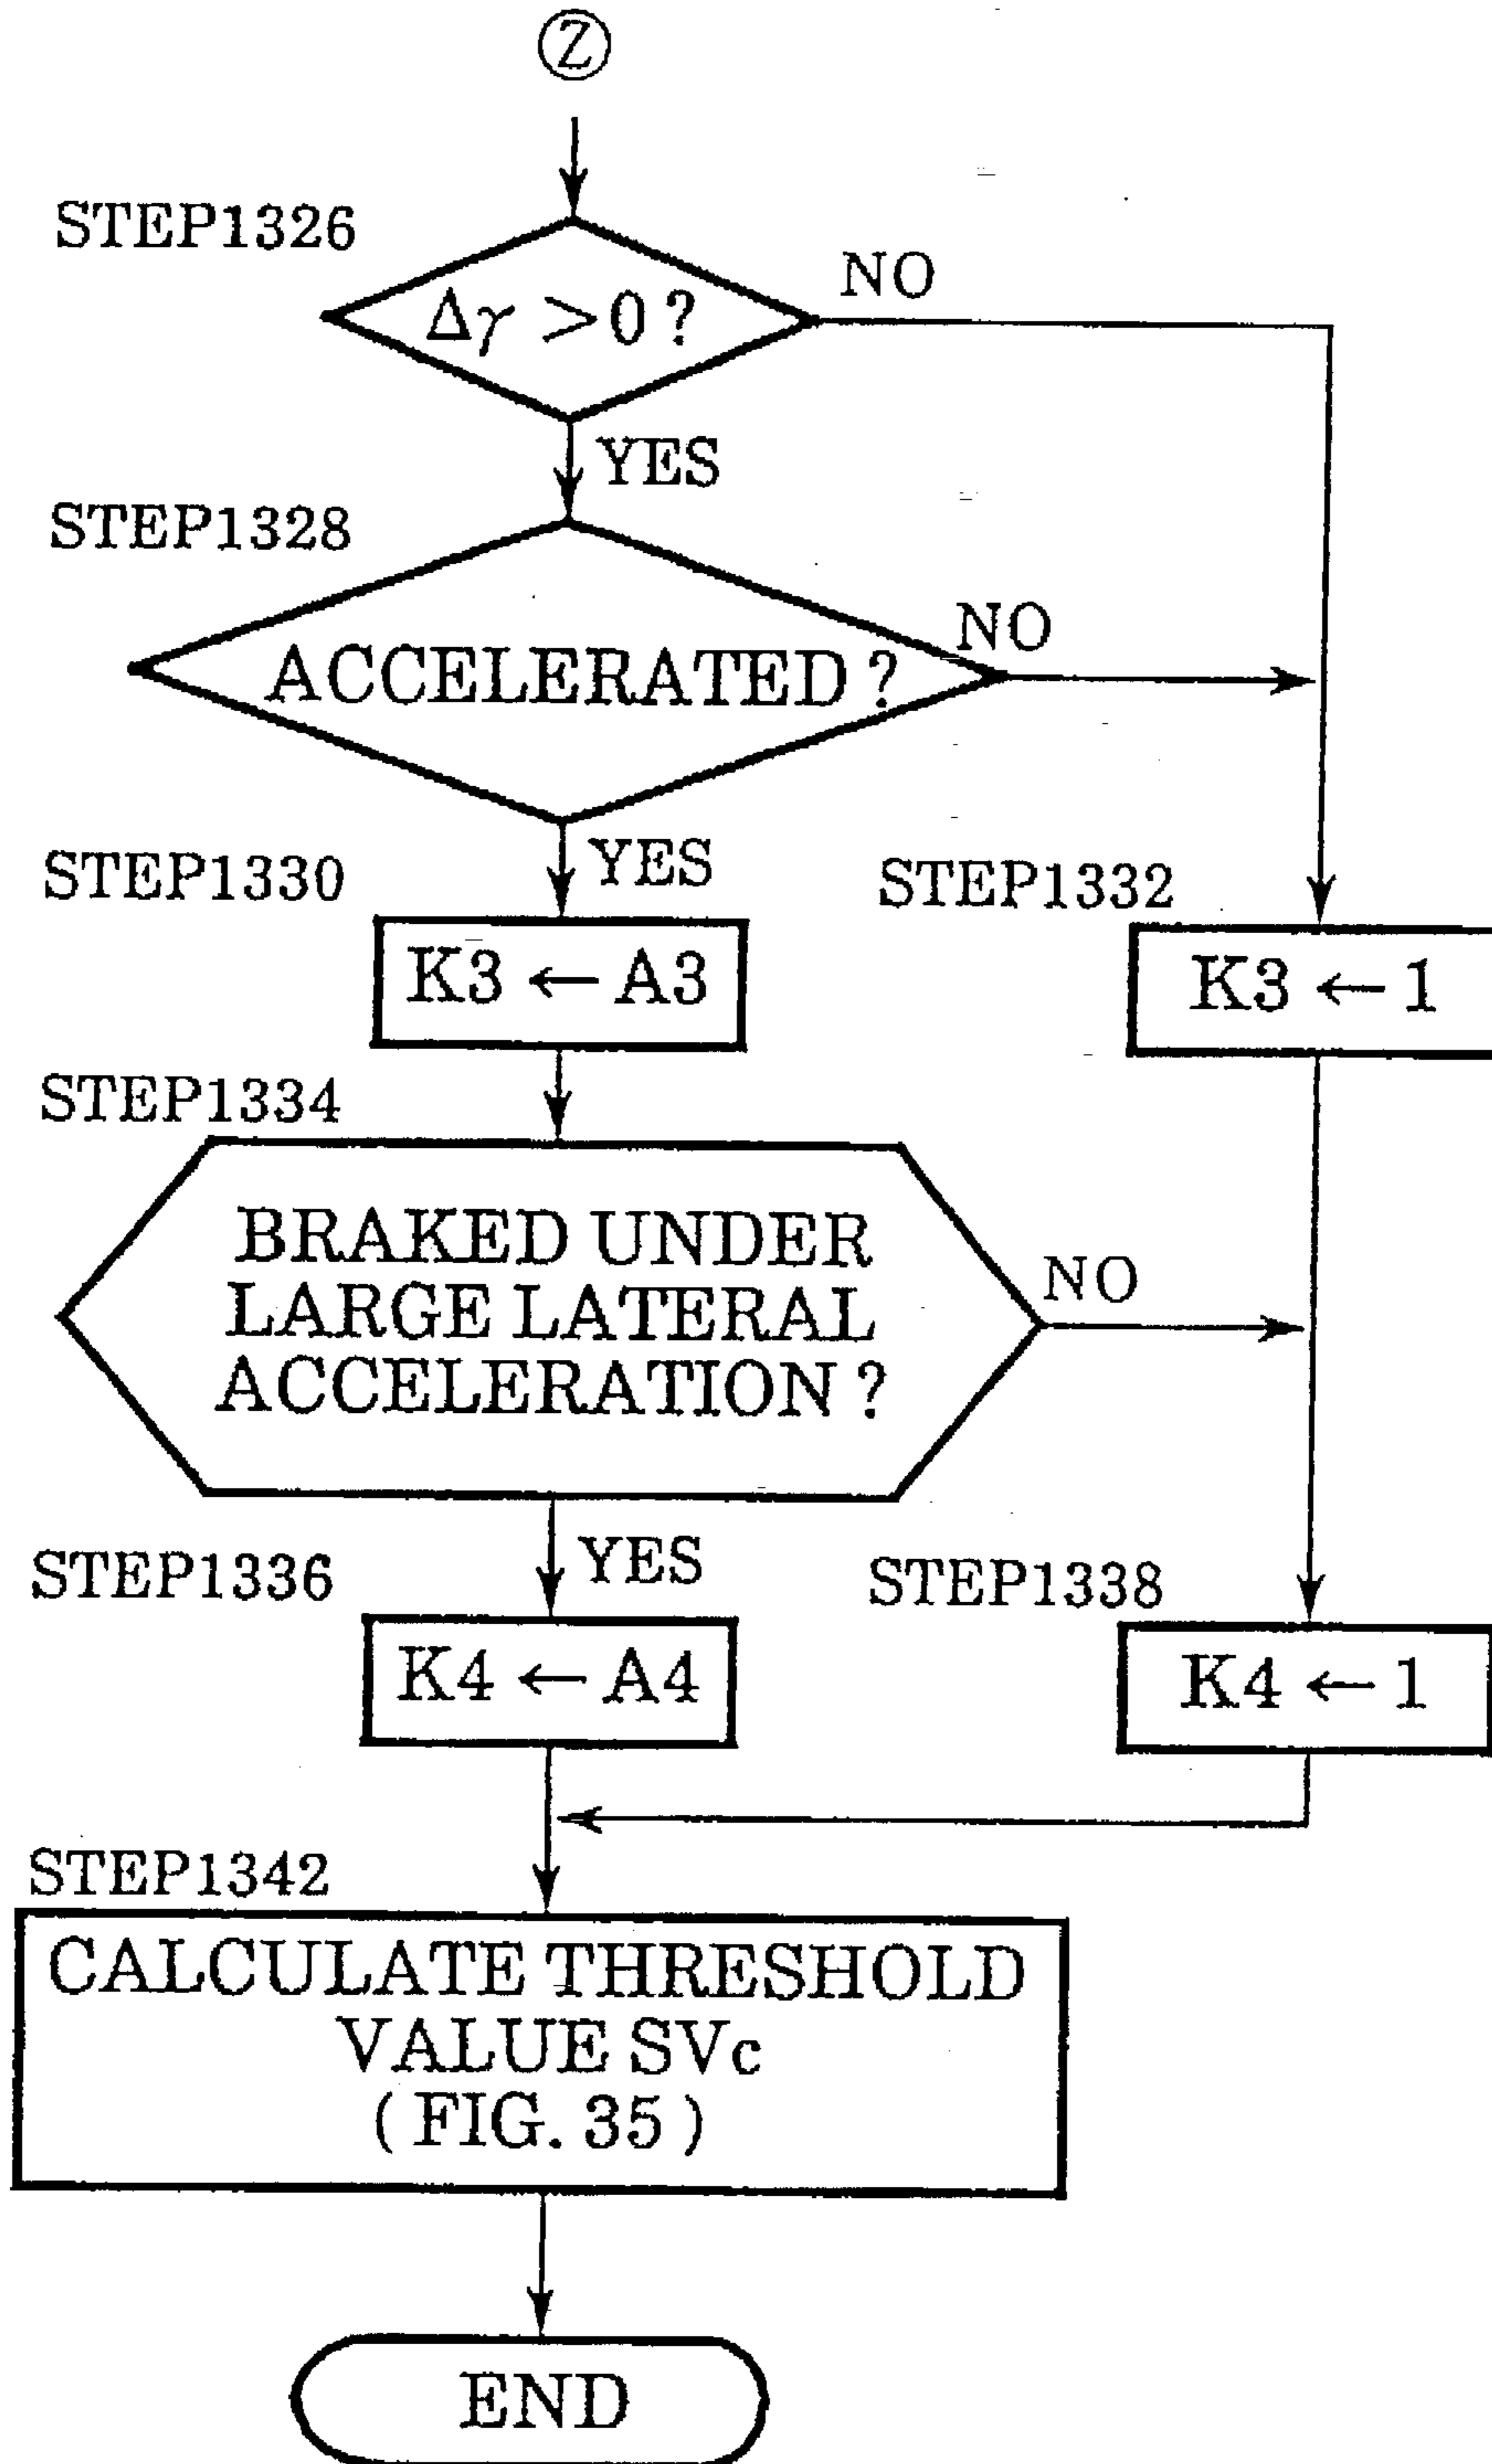 Z
STEP1326
Δγ >0 ?
NO
YES
STEP1328
ACCELERATED ?
NO
YES
STEP1330
K3 ← A3
STEP1332
K3 ← 1
STEP1334
BRAKED UNDER
LARGE LATERAL
ACCELERATION ?
NO
YES
STEP1336
K4 ← A4
STEP1338
K4 ← 1
STEP1342
CALCULATE THRESHOLD
VALUE SVc
( FIG. 35 )
END